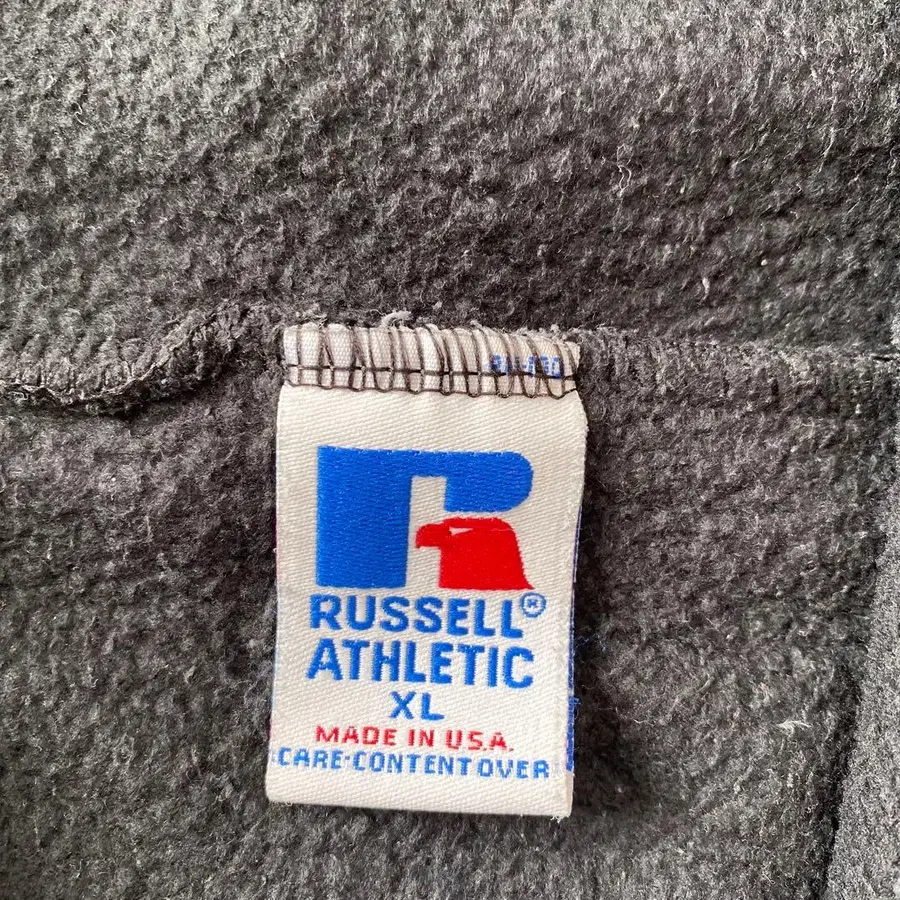 RUSSELL®
ATHLETIC
XL
MADE IN U.S.A.
CARE-CONTENT OVER